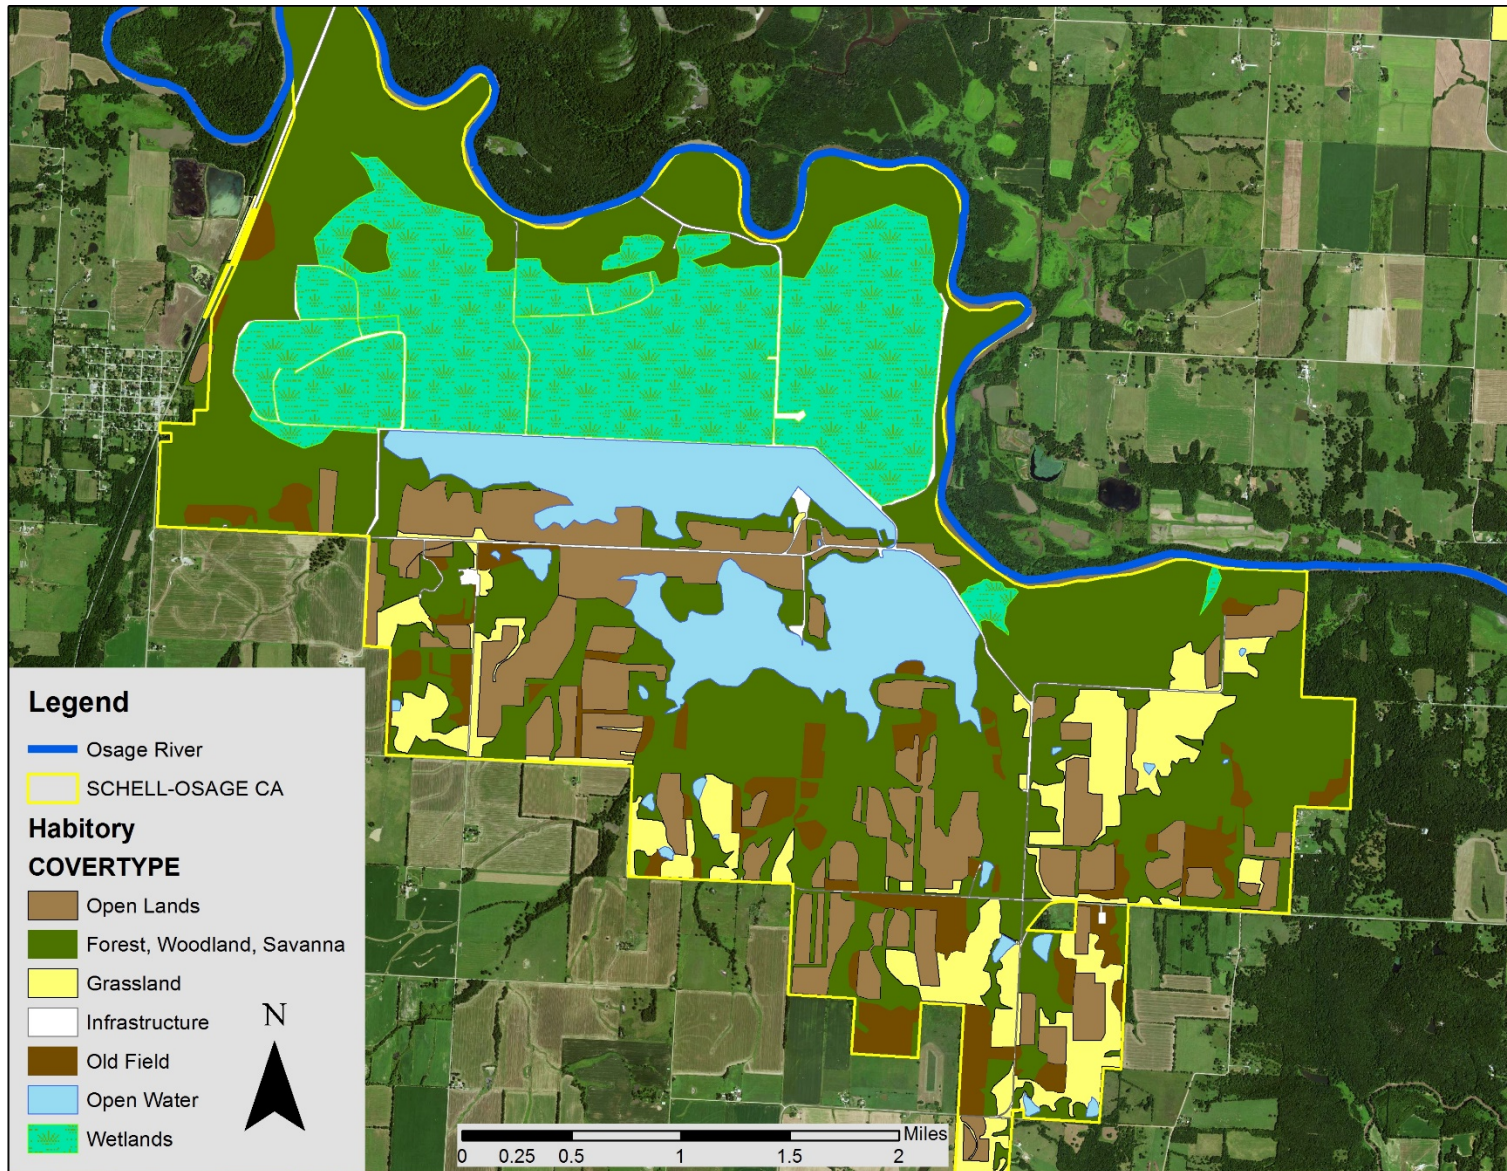 Legend
Osage River
SCHELL-OSAGE CA
Habitory
COVERTYPE
Open Lands
Forest, Woodland, Savanna
Grassland
Infrastructure
Old Field
Open Water
Wetlands
N
Miles
0 0.25 0.5 1 1.5 2